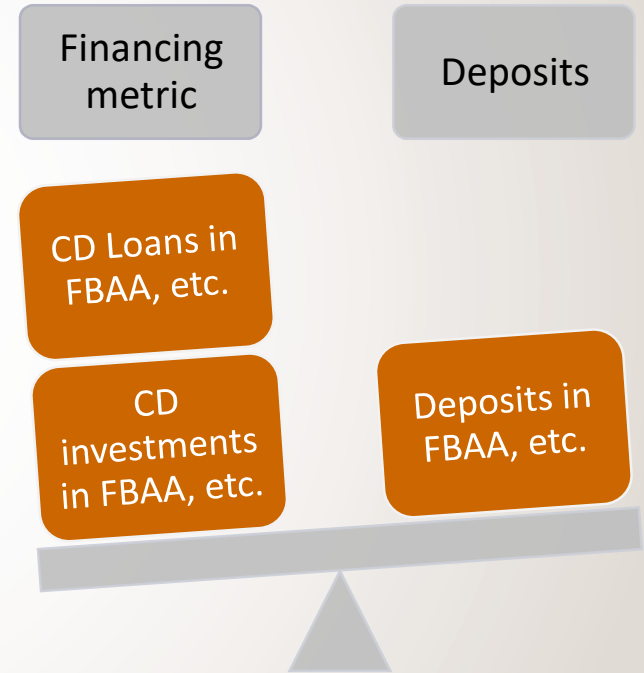 Financing
metric
Deposits
CD Loans in
FBAA, etc.
CD
investments
in FBAA, etc.
Deposits in
FBAA, etc.